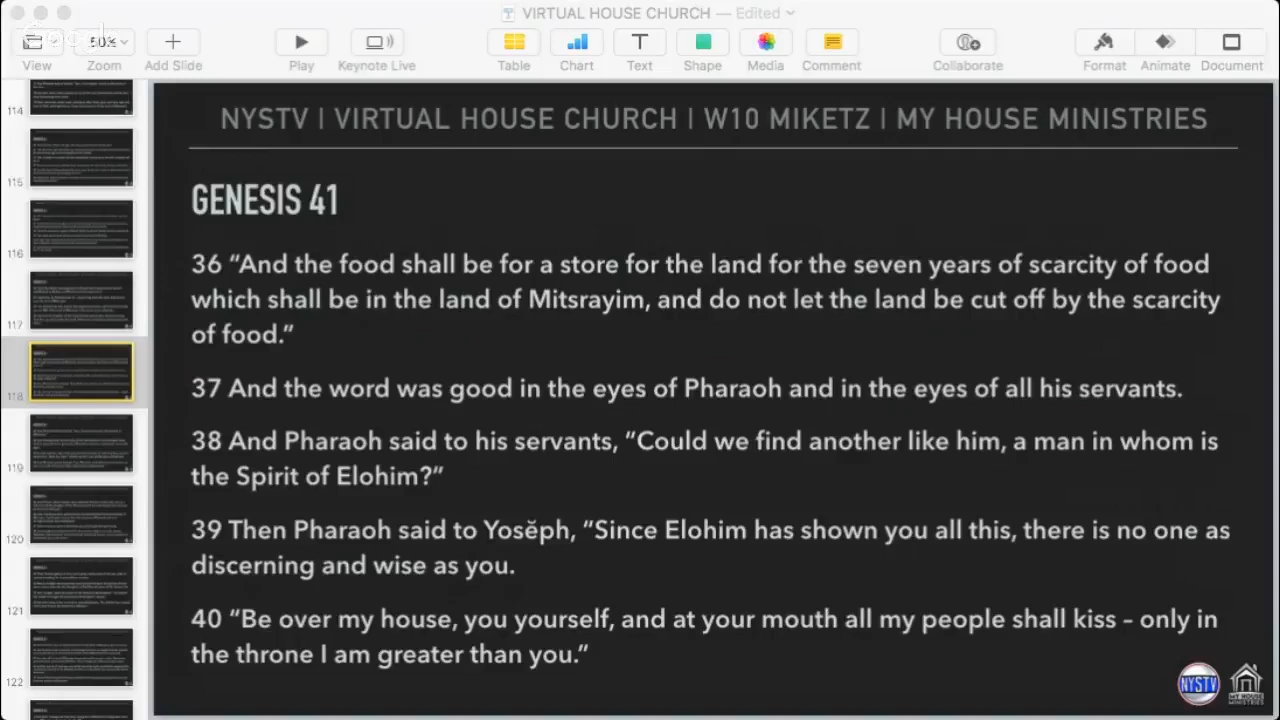 VIRTUAL HOUSE CHURCH — Edited
50%
View Zoom Add Slide Play Keynote Live Table Chart Text Shape Media Comment Collaborate Format Animate Document
NYSTV | VIRTUAL HOUSE CHURCH | W10 MIKETZ | MY HOUSE MINISTRIES
GENESIS 41
36 “And the food shall be for a store for the land for the seven years of scarcity of food
which shall be in the land of Mitsrayim, and do not let the land be cut off by the scarcity
of food.”
37 And the word was good in the eyes of Pharaoh and in the eyes of all his servants.
38 And Pharaoh said to his servants, “Could we find another like him, a man in whom is
the Spirit of Elohim?”
39 Then Pharaoh said to Yoseph, “Since Elohim has shown you all this, there is no one as
discerning and wise as you.
40 “Be over my house, you yourself, and at your mouth all my people shall kiss – only in
the throne am I greater than you.”
114
115
116
117
118
119
120
121
122
NYSTV
MY HOUSE
MINISTRIES